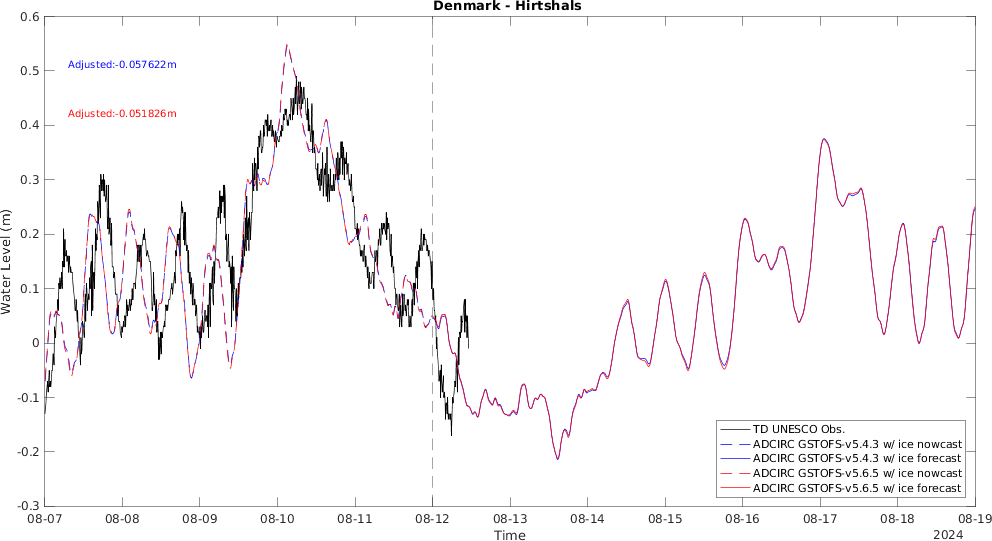 Denmark - Hirtshals
0.6
0.5
0.4
0.3
0.2
0.1
0
-0.1
-0.2
-0.3
Water Level (m)
Adjusted:-0.057622m
Adjusted:-0.051826m
TD UNESCO Obs.
ADCIRC GSTOFS-v5.4.3 w/ ice nowcast
ADCIRC GSTOFS-v5.4.3 w/ ice forecast
ADCIRC GSTOFS-v5.6.5 w/ ice nowcast
ADCIRC GSTOFS-v5.6.5 w/ ice forecast
08-07 08-08 08-09 08-10 08-11 08-12 08-13 08-14 08-15 08-16 08-17 08-18 08-19
Time
2024